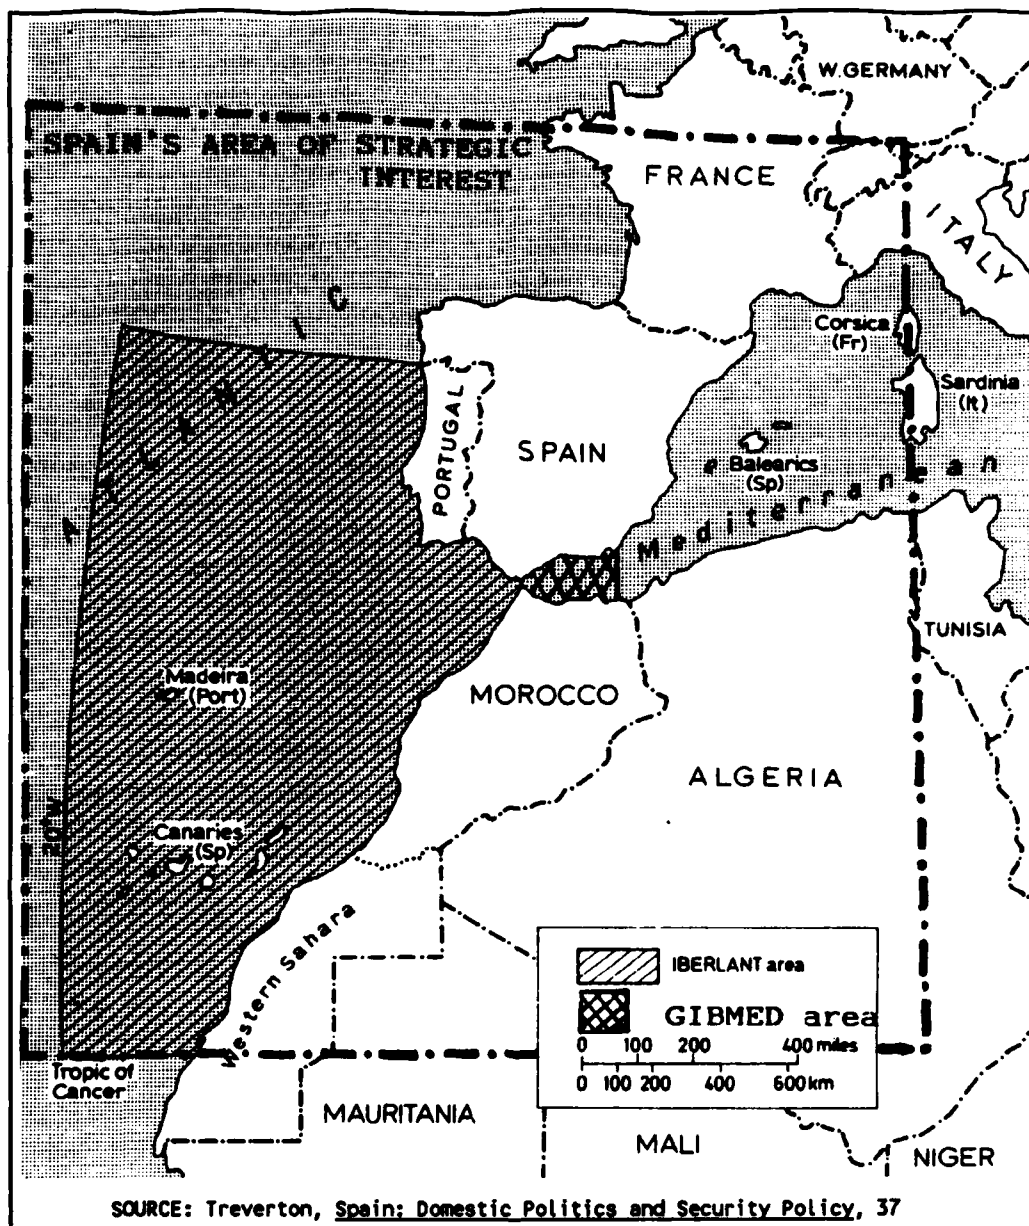 W. GERMANY
SPAIN'S AREA OF STRATEGIC
INTEREST
FRANCE
ITALY
ATLANTIC
Corsica
(Fr)
Sardinia
(It)
PORTUGAL
SPAIN
Balearics
(Sp)
Mediterranean
TUNISIA
Madeira
(Port)
MOROCCO
ALGERIA
20°W
Canaries
(Sp)
Western Sahara
IBERLANT area
GIBMED area
0 100 200 400 miles
0 100 200 400 600 km
Tropic of
Cancer
MAURITANIA
MALI
NIGER
SOURCE: Treverton, Spain: Domestic Politics and Security Policy, 37